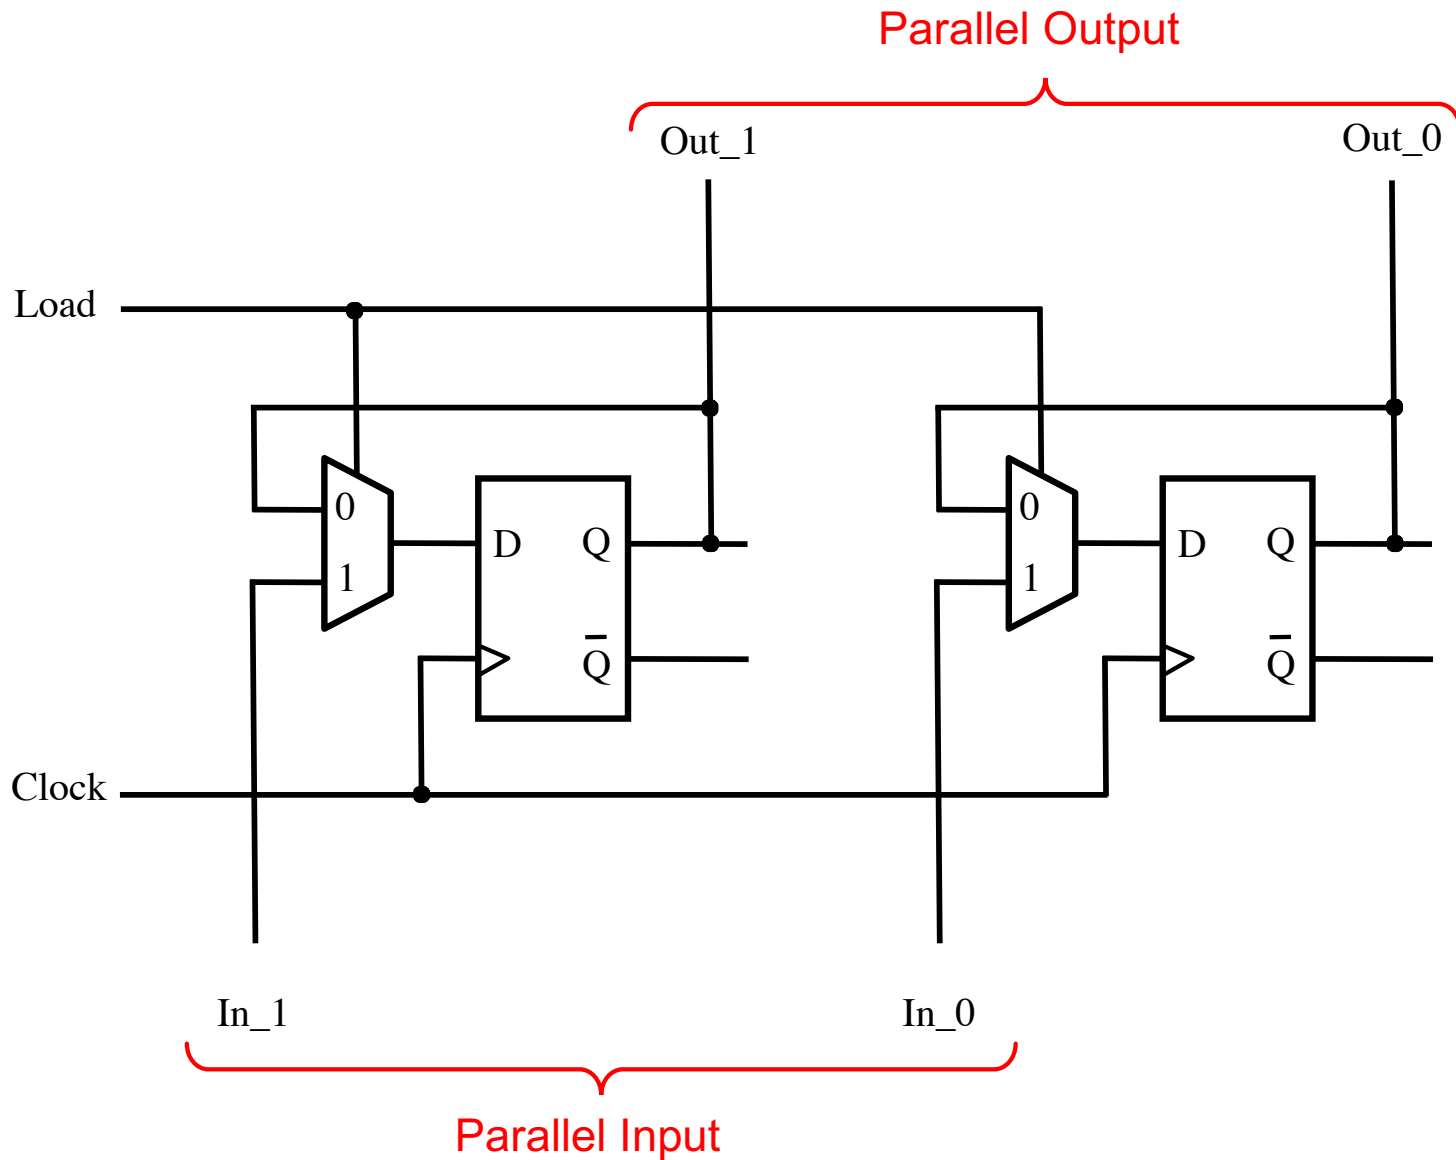 Parallel Output
Out_1
Out_0
Load
0
1
D
Q
Q̅
0
1
D
Q
Q̅
Clock
In_1
In_0
Parallel Input